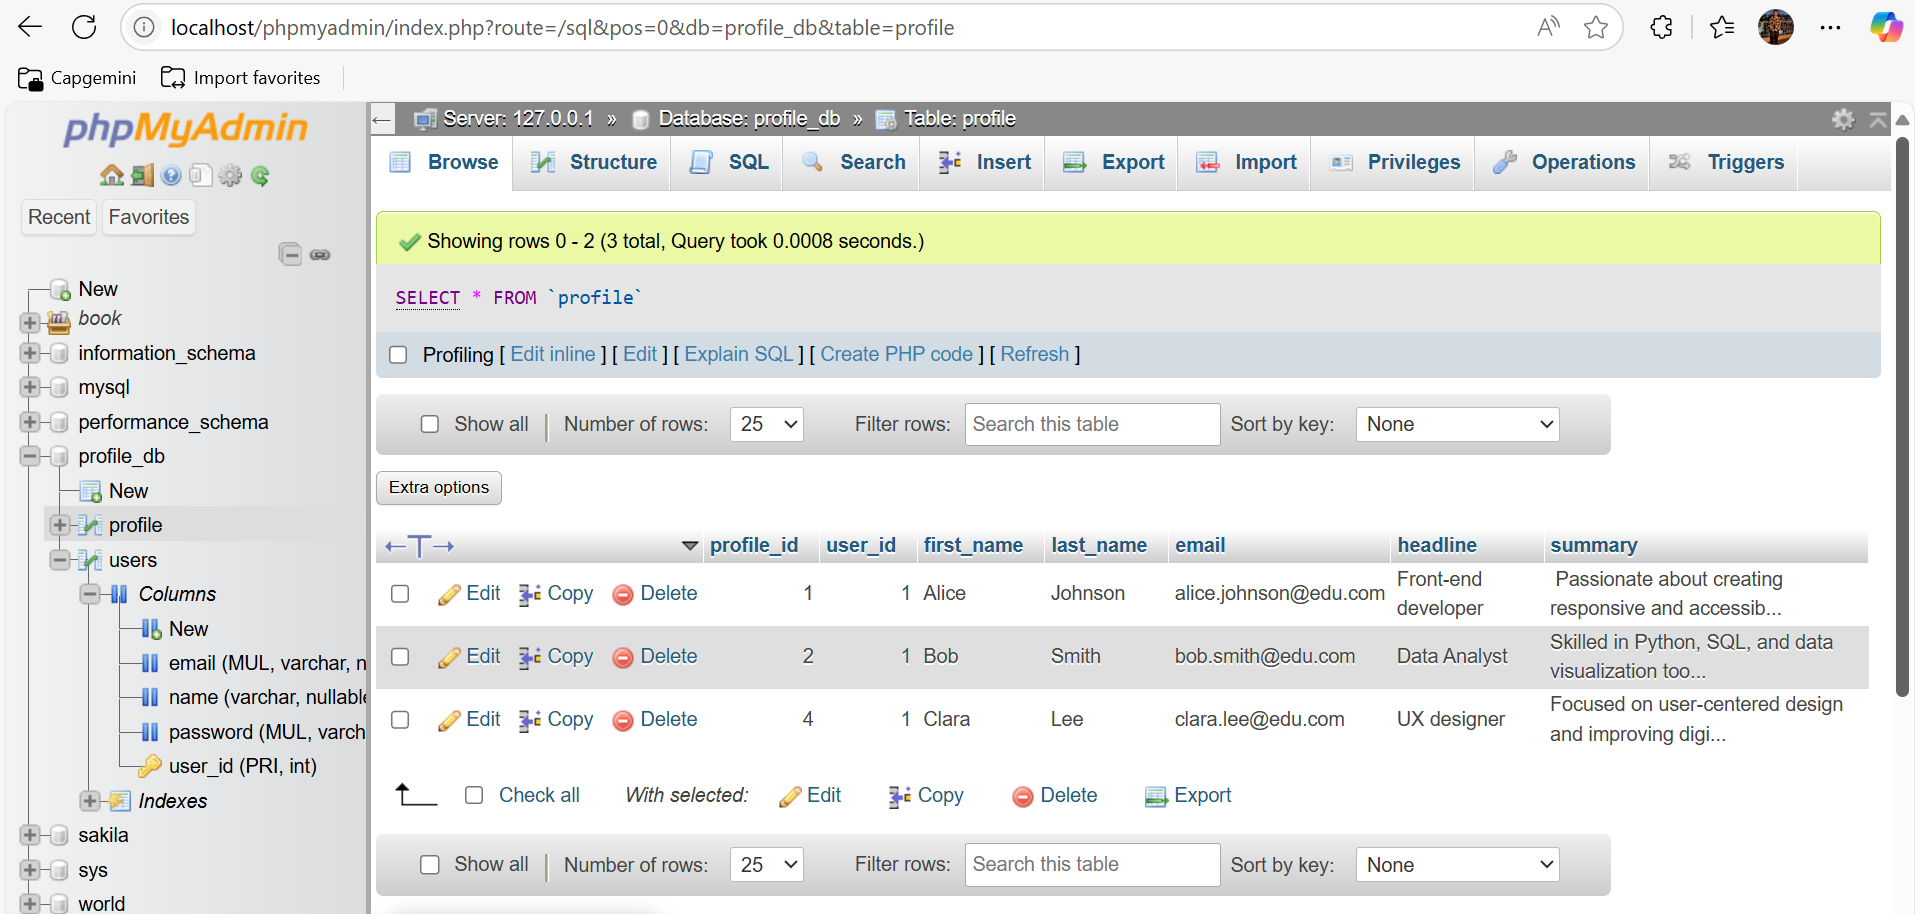 localhost/phpmyadmin/index.php?route=/sql&pos=0&db=profile_db&table=profile
Capgemini
Import favorites
phpMyAdmin
Recent
Favorites
New
book
information_schema
mysql
performance_schema
profile_db
New
profile
users
Columns
New
email (MUL, varchar, n
name (varchar, nullable
password (MUL, varch
user_id (PRI, int)
Indexes
sakila
sys
world
Server: 127.0.0.1 » Database: profile_db » Table: profile
Browse Structure SQL Search Insert Export Import Privileges Operations Triggers
Showing rows 0 - 2 (3 total, Query took 0.0008 seconds.)
SELECT * FROM `profile`
Profiling [ Edit inline ] [ Edit ] [ Explain SQL ] [ Create PHP code ] [ Refresh ]
Show all Number of rows: 25 Filter rows: Search this table Sort by key: None
Extra options
profile_id user_id first_name last_name email headline summary
Edit Copy Delete 1 1 Alice Johnson alice.johnson@edu.com Front-end developer Passionate about creating responsive and accessib...
Edit Copy Delete 2 1 Bob Smith bob.smith@edu.com Data Analyst Skilled in Python, SQL, and data visualization too...
Edit Copy Delete 4 1 Clara Lee clara.lee@edu.com UX designer Focused on user-centered design and improving digi...
Check all With selected: Edit Copy Delete Export
Show all Number of rows: 25 Filter rows: Search this table Sort by key: None